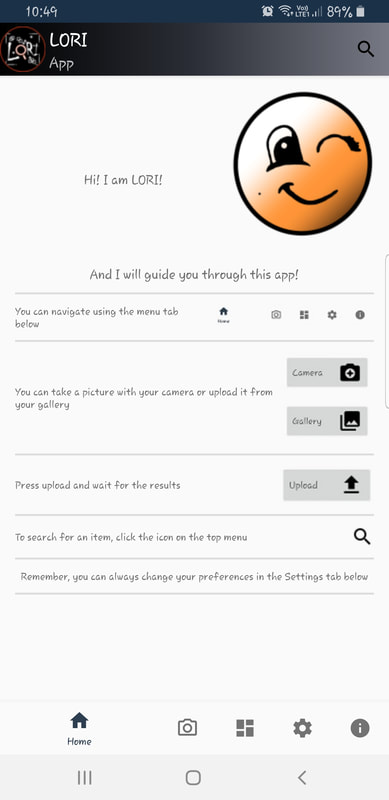 10:49
Vo)) LTE1 89%
LORI
LORI
App
Hi! I am LORI!
And I will guide you through this app!
You can navigate using the menu tab
below
Home
You can take a picture with your camera or upload it from
your gallery
Camera
Gallery
Press upload and wait for the results
Upload
To search for an item, click the icon on the top menu
Remember, you can always change your preferences in the Settings tab below
Home